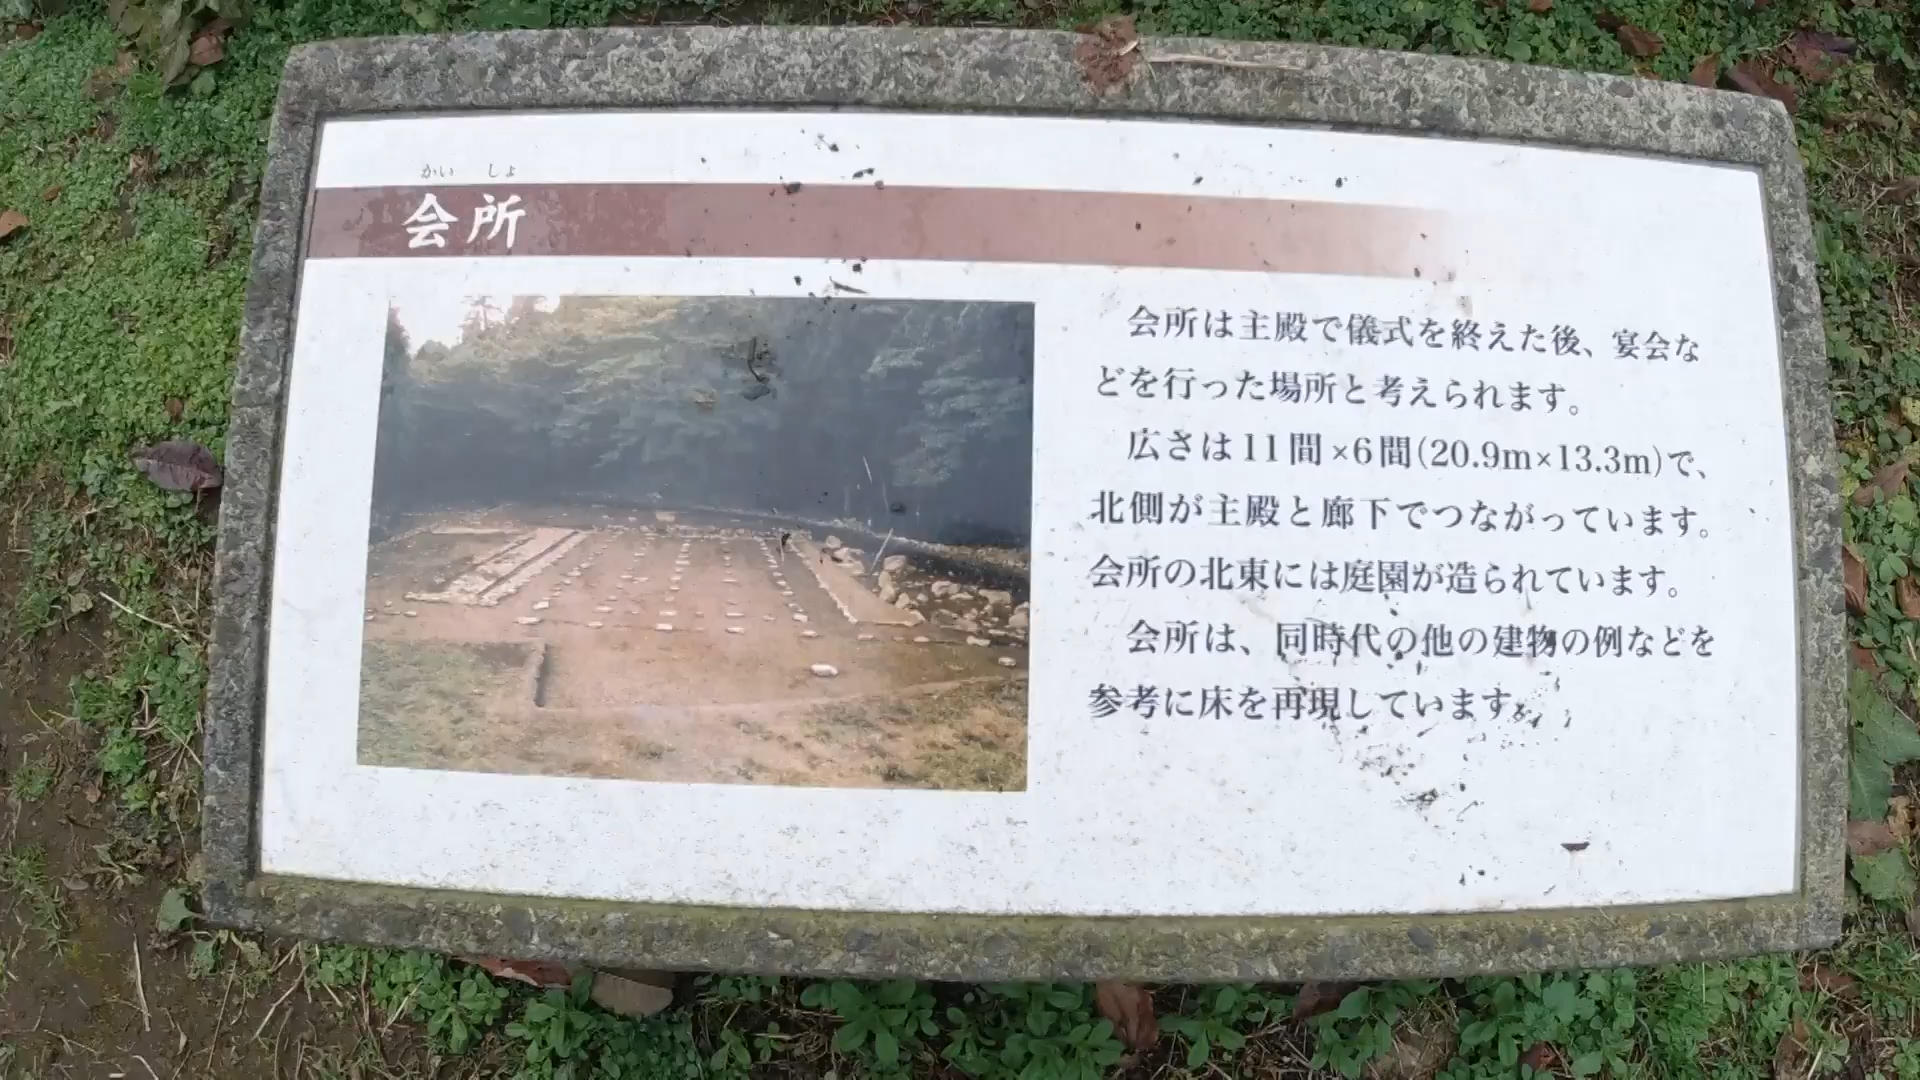 かい しょ
会所
会所は主殿で儀式を終えた後、宴会な
どを行った場所と考えられます。
広さは11間×6間(20.9m×13.3m)で、
北側が主殿と廊下でつながっています。
会所の北東には庭園が造られています。
会所は、同時代の他の建物の例などを
参考に床を再現しています。